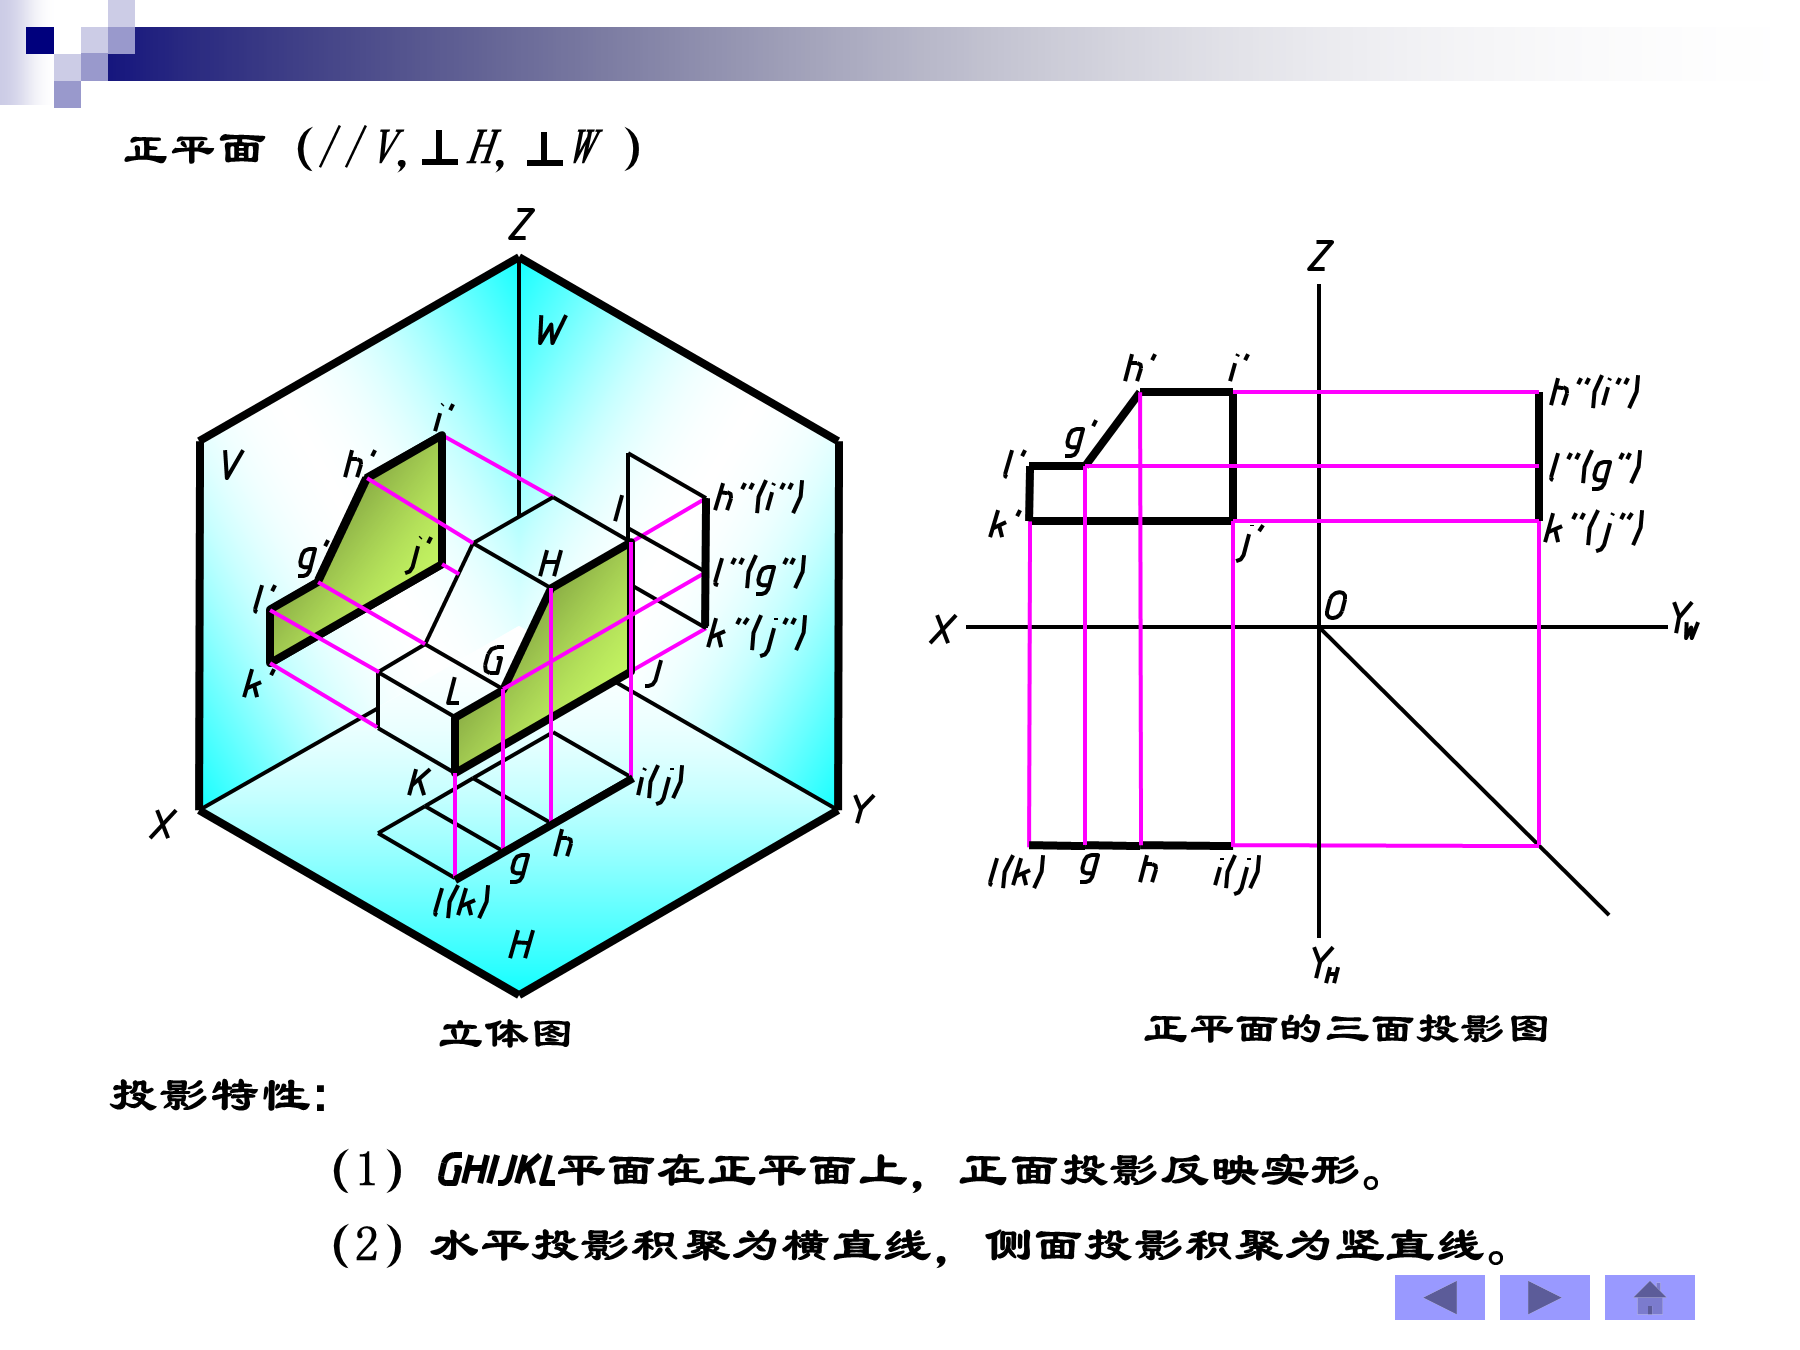 正平面 (//V,⊥H, ⊥W )
Z
W
V
i'
h'
g'
j'
l'
k'
I
H
G
L
J
K
h''(i'')
l''(g'')
k''(j'')
i(j)
h
g
l(k)
H
X
Y
立体图
Z
h'
i'
g'
l'
k'
j'
h''(i'')
l''(g'')
k''(j'')
O
X
YW
l(k)
g
h
i(j)
YH
正平面的三面投影图
投影特性:
(1) GHIJKL平面在正平面上，正面投影反映实形。
(2) 水平投影积聚为横直线，侧面投影积聚为竖直线。